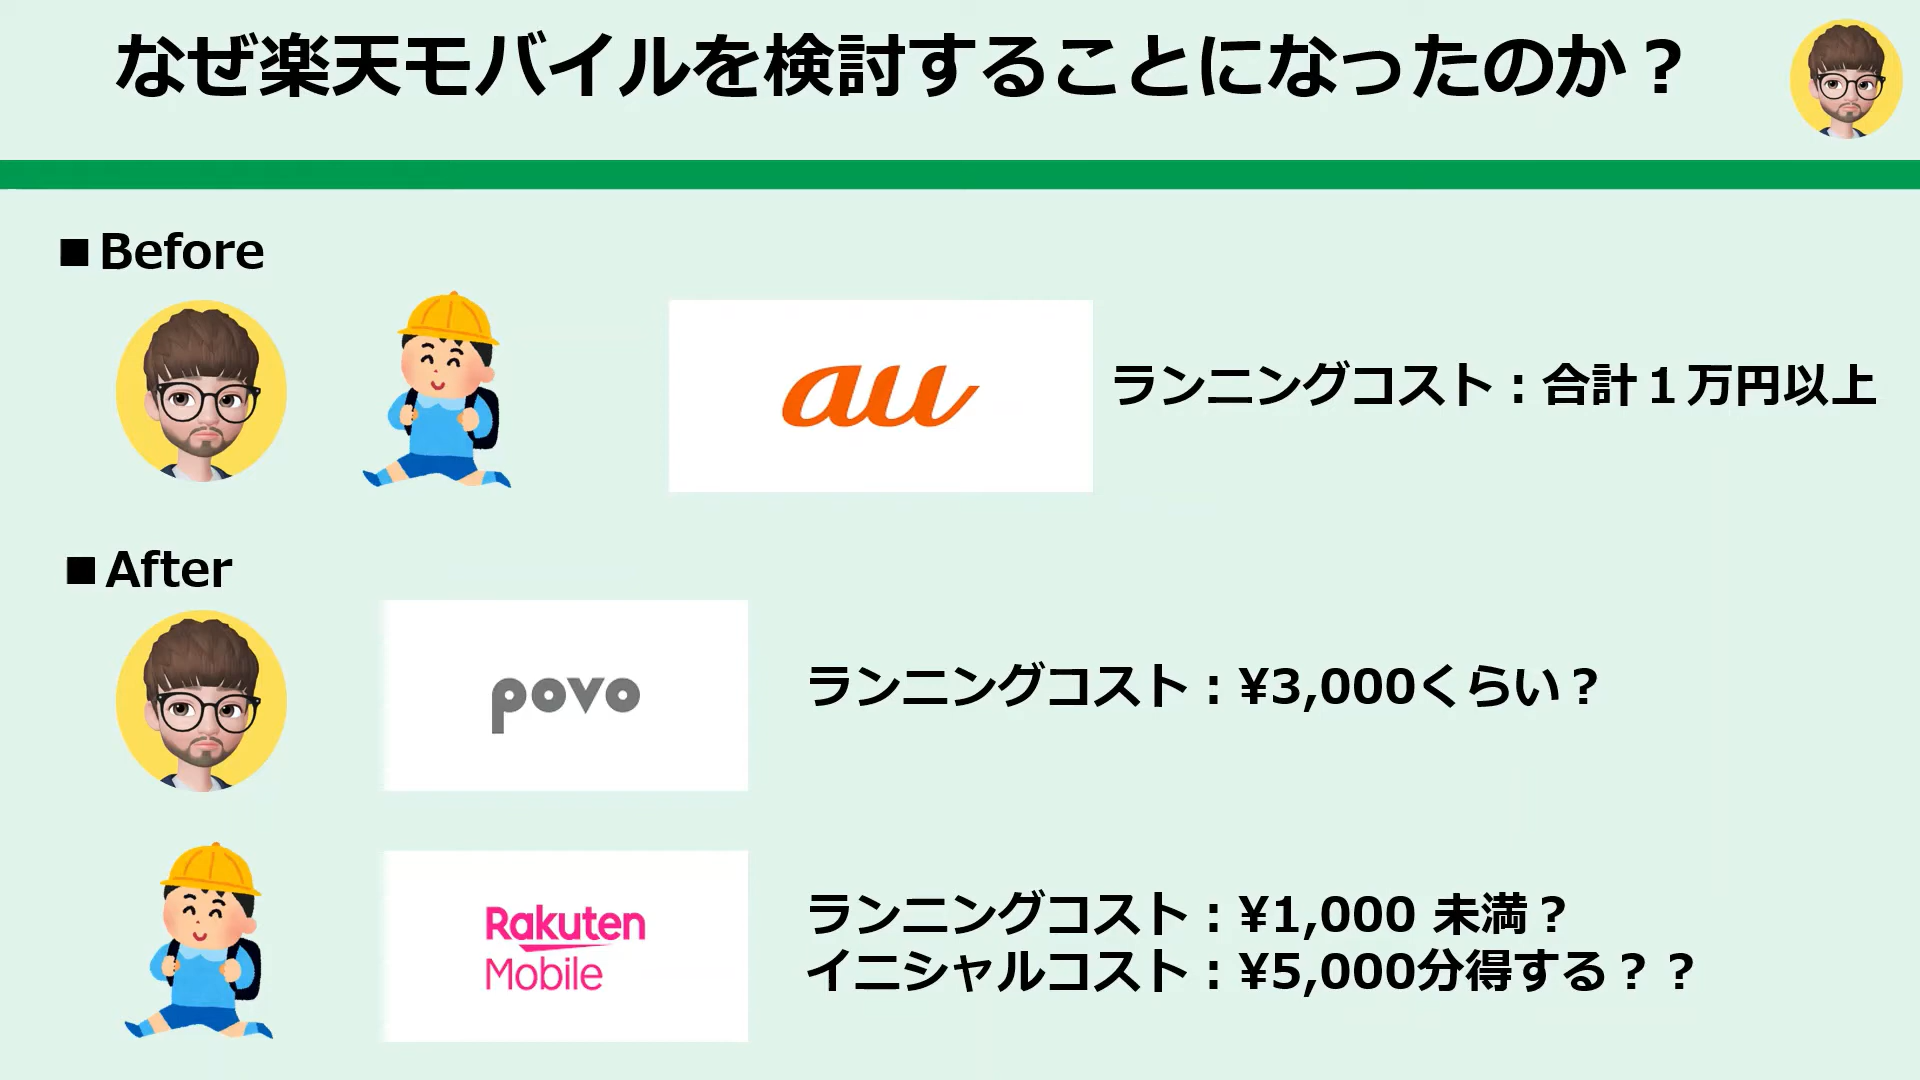 なぜ楽天モバイルを検討することになったのか？
■Before
au
ランニングコスト：合計１万円以上
■After
povo
ランニングコスト：¥3,000くらい？
Rakuten
Mobile
ランニングコスト：¥1,000 未満？
イニシャルコスト：¥5,000分得する？？